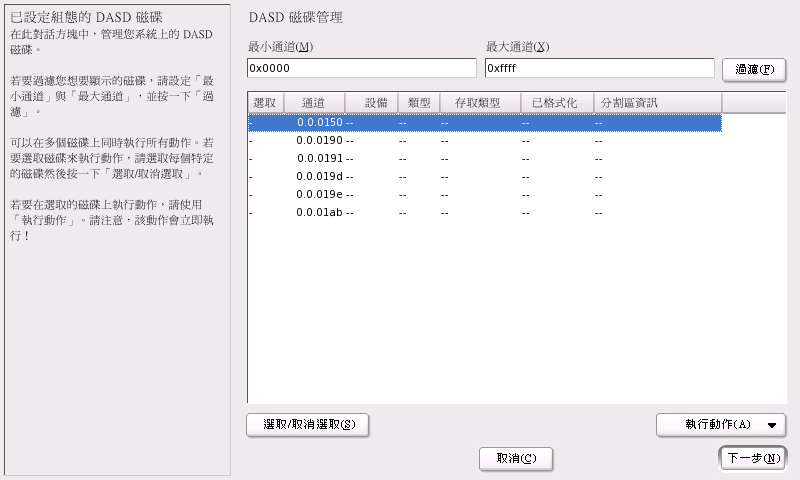 已設定組態的 DASD 磁碟
在此對話方塊中，管理您系統上的 DASD
磁碟。
若要過濾您想要顯示的磁碟，請設定「最
小通道」與「最大通道」，並按一下「過
濾」。
可以在多個磁碟上同時執行所有動作。若
要選取磁碟來執行動作，請選取每個特定
的磁碟然後按一下「選取/取消選取」。
若要在選取的磁碟上執行動作，請使用
「執行動作」。請注意，該動作會立即執
行！
DASD 磁碟管理
最小通道(M) 最大通道(X)
0x0000 0xffff 過濾(F)
選取 通道 設備 類型 存取類型 已格式化 分割區資訊
- 0.0.0150 -- -- -- -- --
- 0.0.0190 -- -- -- -- --
- 0.0.0191 -- -- -- -- --
- 0.0.019d -- -- -- -- --
- 0.0.019e -- -- -- -- --
- 0.0.01ab -- -- -- -- --
選取/取消選取(S) 執行動作(A)
取消(C) 下一步(N)